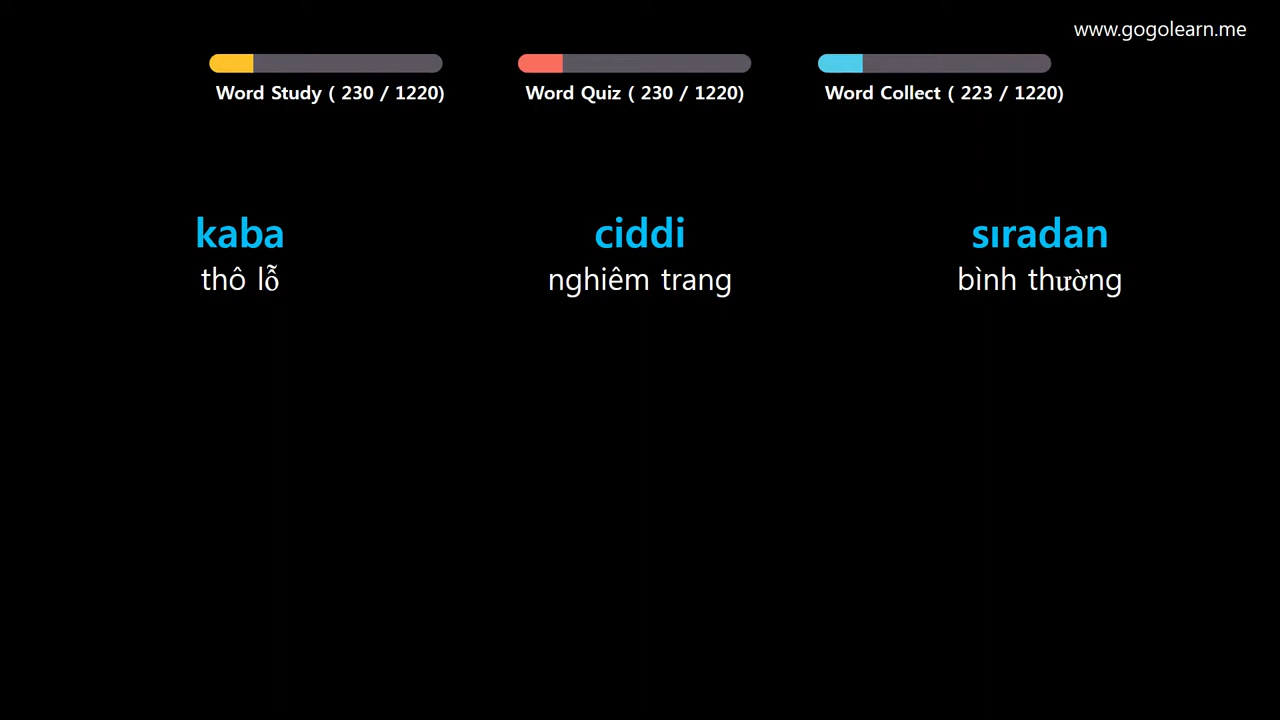 www.gogolearn.me
Word Study ( 230 / 1220)
Word Quiz ( 230 / 1220)
Word Collect ( 223 / 1220)
kaba
thô lỗ
ciddi
nghiêm trang
sıradan
bình thường